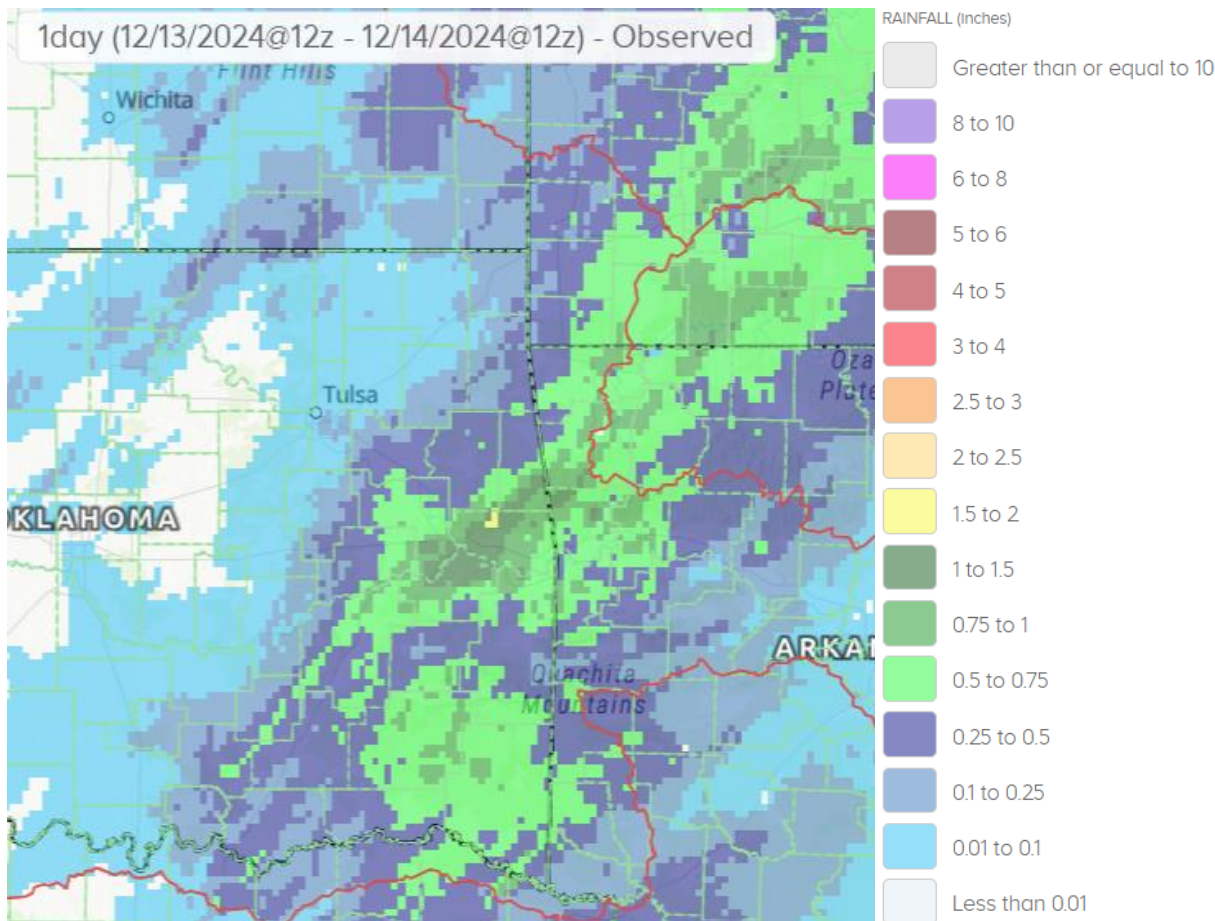 1day (12/13/2024@12z - 12/14/2024@12z) - Observed
Flint Hills
Wichita
Tulsa
Oza
Plate
OKLAHOMA
ARKA
Ouachita
Mountains
RAINFALL (Inches)
Greater than or equal to 10
8 to 10
6 to 8
5 to 6
4 to 5
3 to 4
2.5 to 3
2 to 2.5
1.5 to 2
1 to 1.5
0.75 to 1
0.5 to 0.75
0.25 to 0.5
0.1 to 0.25
0.01 to 0.1
Less than 0.01